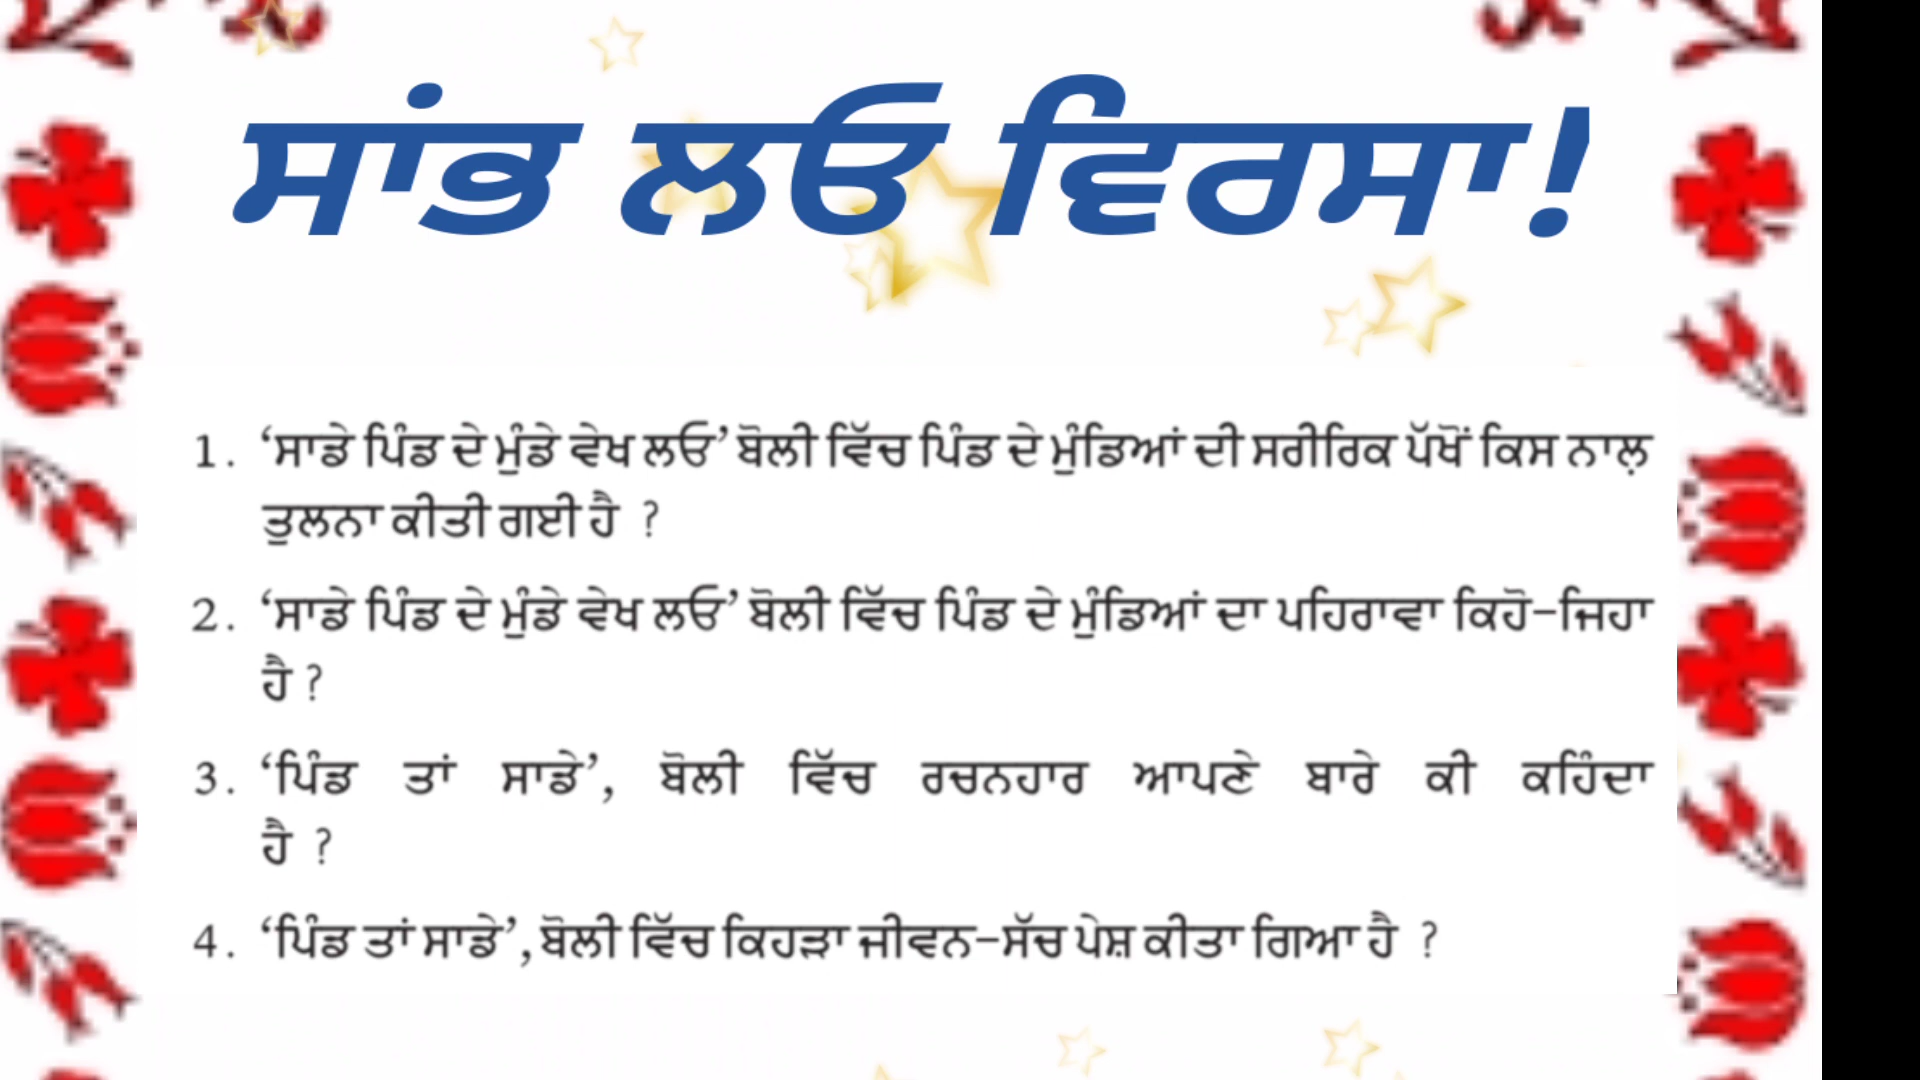 ਸਾਂਭ ਲਓ ਵਿਰਸਾ!
1. ‘ਸਾਡੇ ਪਿੰਡ ਦੇ ਮੁੰਡੇ ਵੇਖ ਲਓ’ ਬੋਲੀ ਵਿੱਚ ਪਿੰਡ ਦੇ ਮੁੰਡਿਆਂ ਦੀ ਸਰੀਰਿਕ ਪੱਖੋਂ ਕਿਸ ਨਾਲ਼
ਤੁਲਨਾ ਕੀਤੀ ਗਈ ਹੈ ?
2. ‘ਸਾਡੇ ਪਿੰਡ ਦੇ ਮੁੰਡੇ ਵੇਖ ਲਓ’ ਬੋਲੀ ਵਿੱਚ ਪਿੰਡ ਦੇ ਮੁੰਡਿਆਂ ਦਾ ਪਹਿਰਾਵਾ ਕਿਹੋ-ਜਿਹਾ
ਹੈ ?
3. ‘ਪਿੰਡ ਤਾਂ ਸਾਡੇ’, ਬੋਲੀ ਵਿੱਚ ਰਚਨਹਾਰ ਆਪਣੇ ਬਾਰੇ ਕੀ ਕਹਿੰਦਾ
ਹੈ ?
4. ‘ਪਿੰਡ ਤਾਂ ਸਾਡੇ’, ਬੋਲੀ ਵਿੱਚ ਕਿਹੜਾ ਜੀਵਨ-ਸੱਚ ਪੇਸ਼ ਕੀਤਾ ਗਿਆ ਹੈ ?